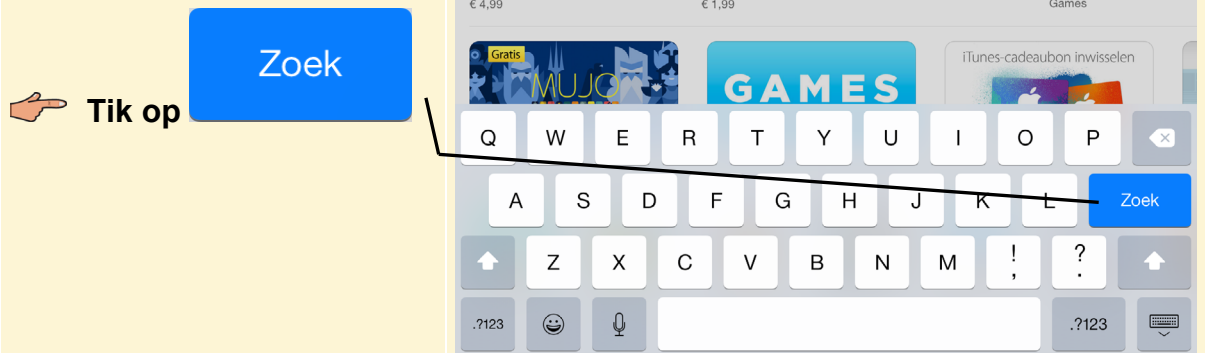 Zoek
Tik op
€ 4,99
€ 1,99
Games
Gratis
MUJO
GAMES
iTunes-cadeaubon inwisselen
Q W E R T Y U I O P
A S D F G H J K L Zoek
Z X C V B N M ! , ? .
.?123 .?123